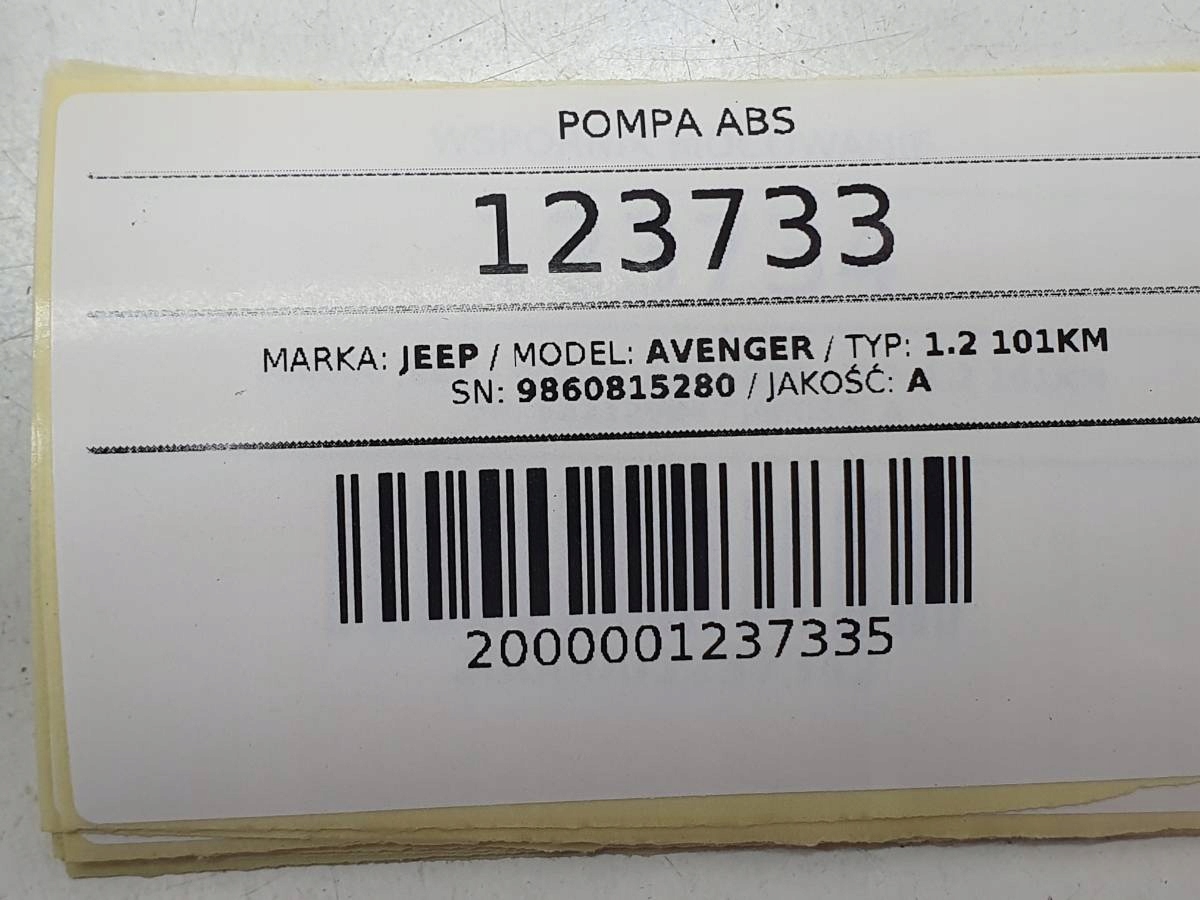 POMPA ABS
123733
MARKA: JEEP / MODEL: AVENGER / TYP: 1.2 101KM
SN: 9860815280 / JAKOŚĆ: A
2000001237335